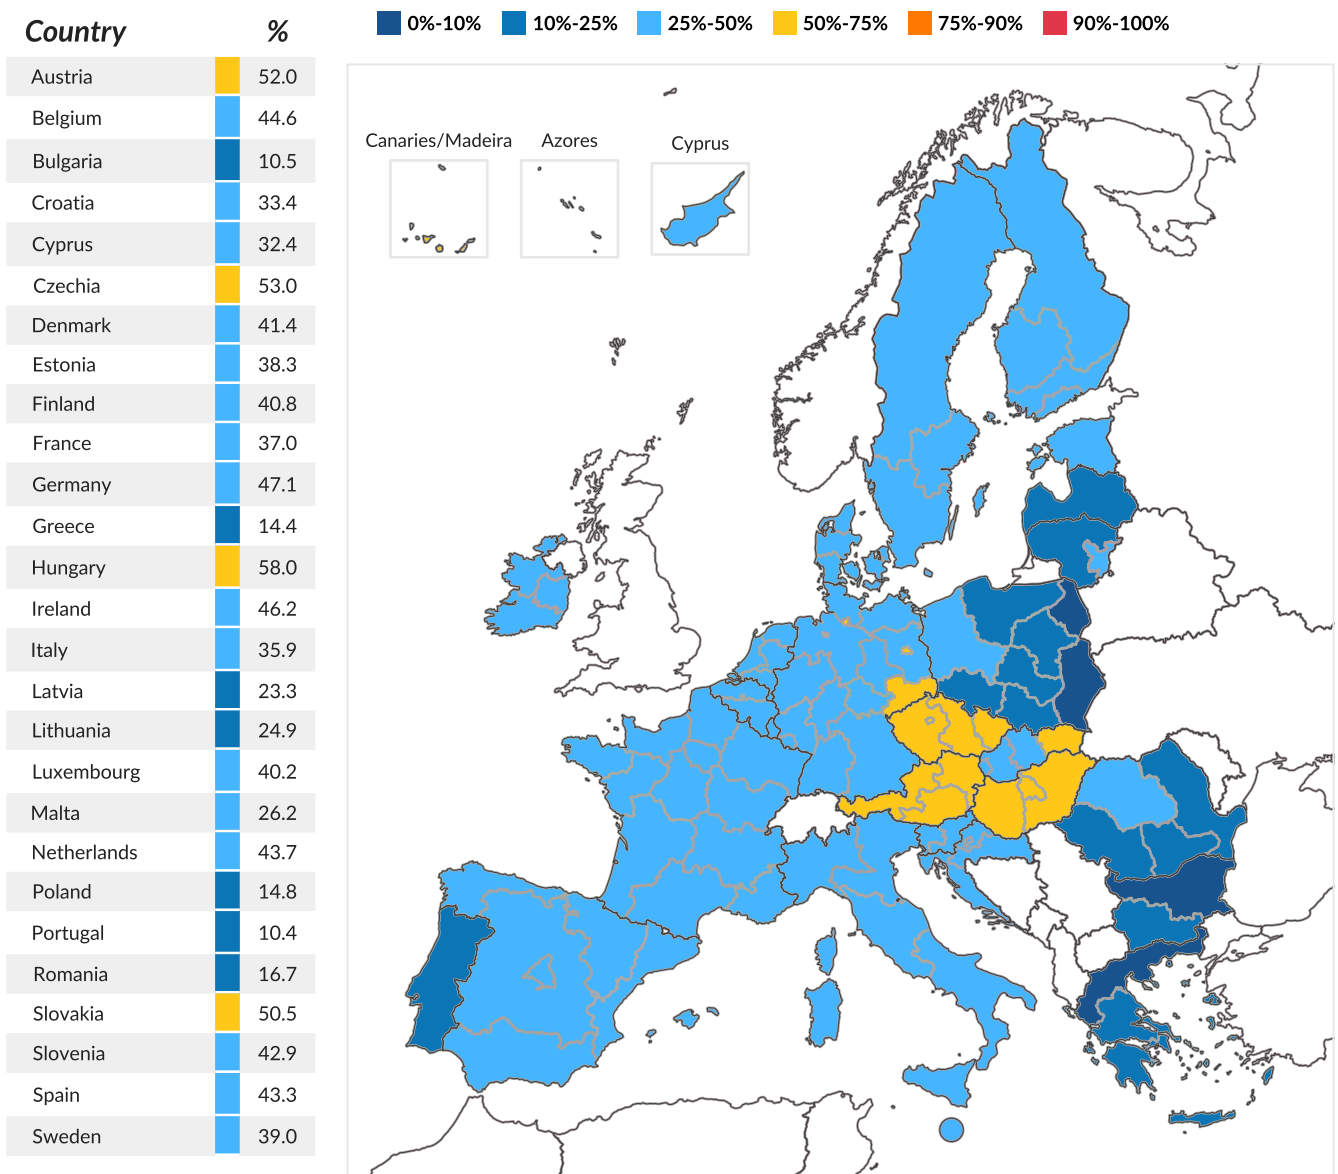 Country %
0%-10% 10%-25% 25%-50% 50%-75% 75%-90% 90%-100%
Austria 52.0
Belgium 44.6
Bulgaria 10.5
Croatia 33.4
Cyprus 32.4
Czechia 53.0
Denmark 41.4
Estonia 38.3
Finland 40.8
France 37.0
Germany 47.1
Greece 14.4
Hungary 58.0
Ireland 46.2
Italy 35.9
Latvia 23.3
Lithuania 24.9
Luxembourg 40.2
Malta 26.2
Netherlands 43.7
Poland 14.8
Portugal 10.4
Romania 16.7
Slovakia 50.5
Slovenia 42.9
Spain 43.3
Sweden 39.0
Canaries/Madeira Azores Cyprus